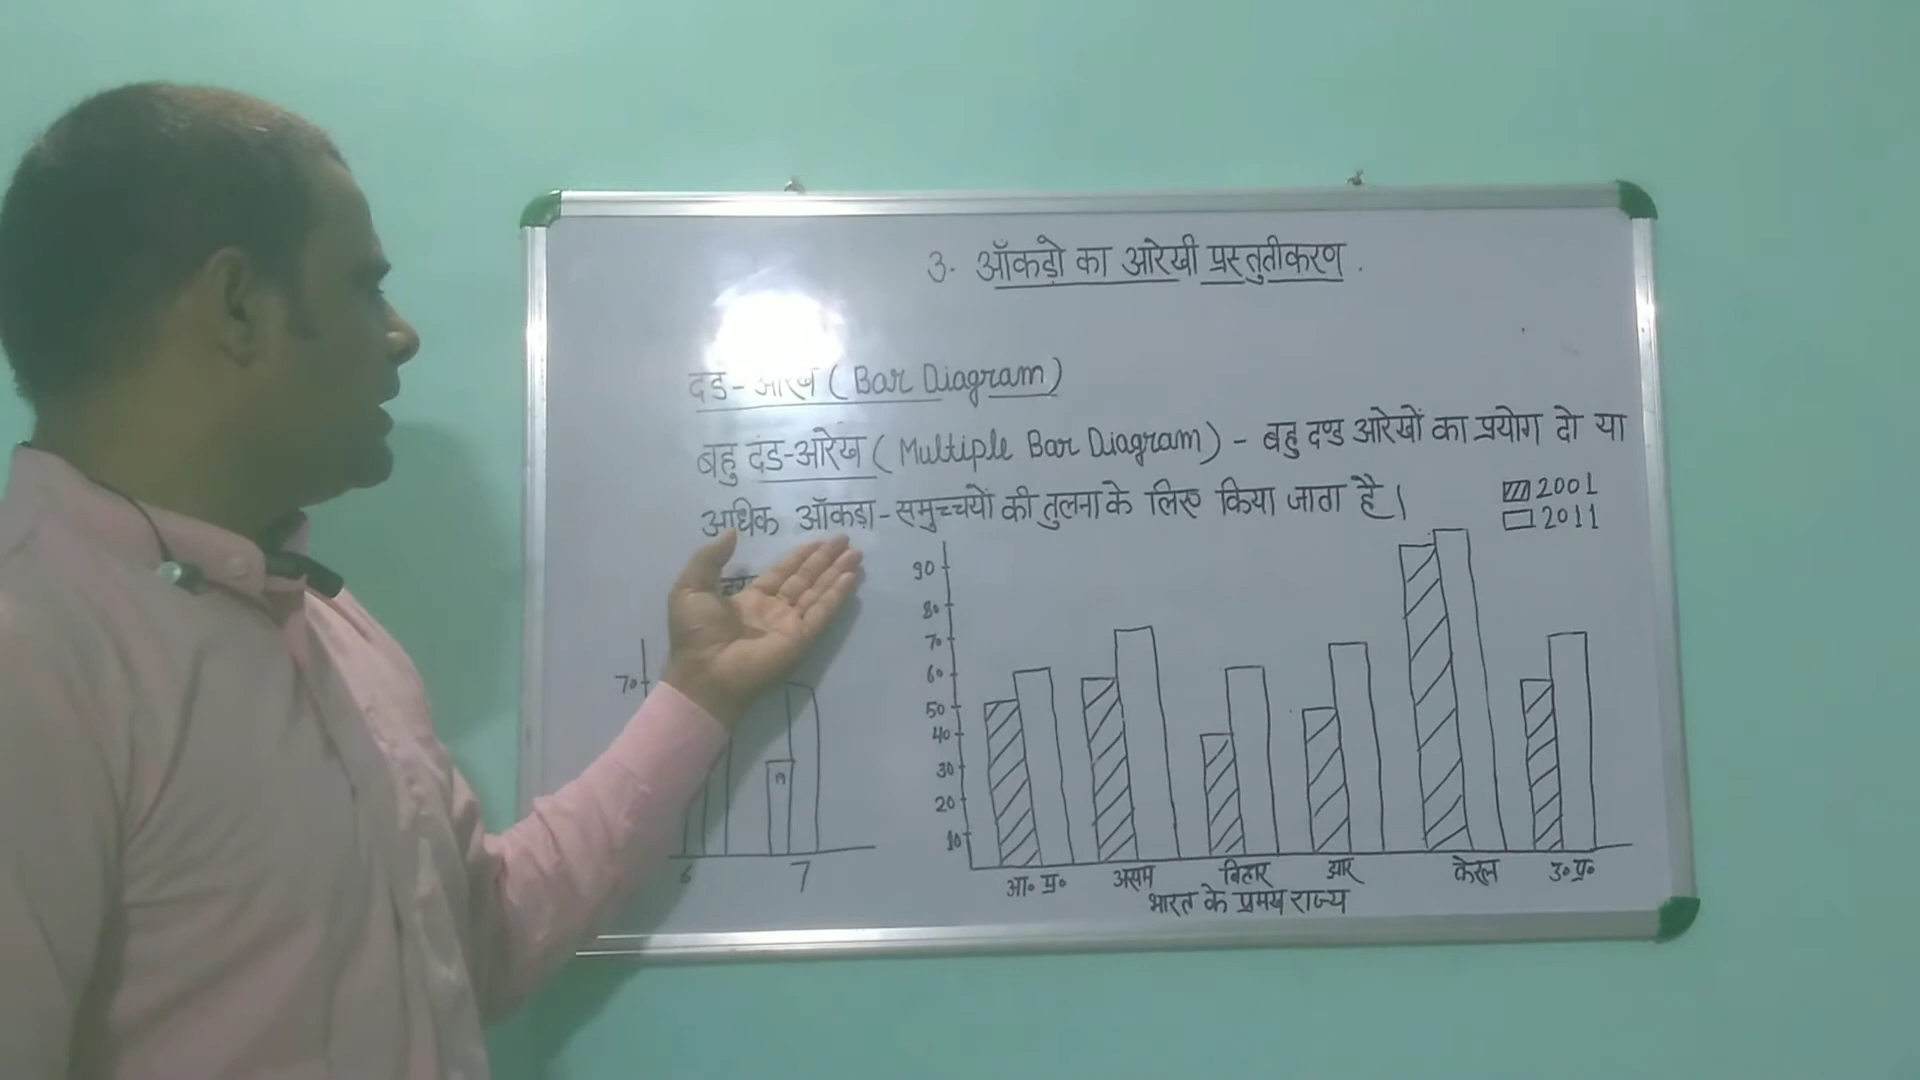 3. ऑंकड़ो का आरेखी प्रस्तुतीकरण.
दंड-आरेख (Bar Diagram)
बहु दंड-आरेख (Multiple Bar Diagram) - बहु दण्ड आरेखों का प्रयोग दो या
अधिक ऑंकड़ा-समुच्चयों की तुलना के लिए किया जाता है।
2001
2011
90
80
70
60
50
40
30
20
10
आ॰ प्र॰ असम बिहार झार केरल उ॰ प्र॰
भारत के प्रमुख राज्य
70
6 7